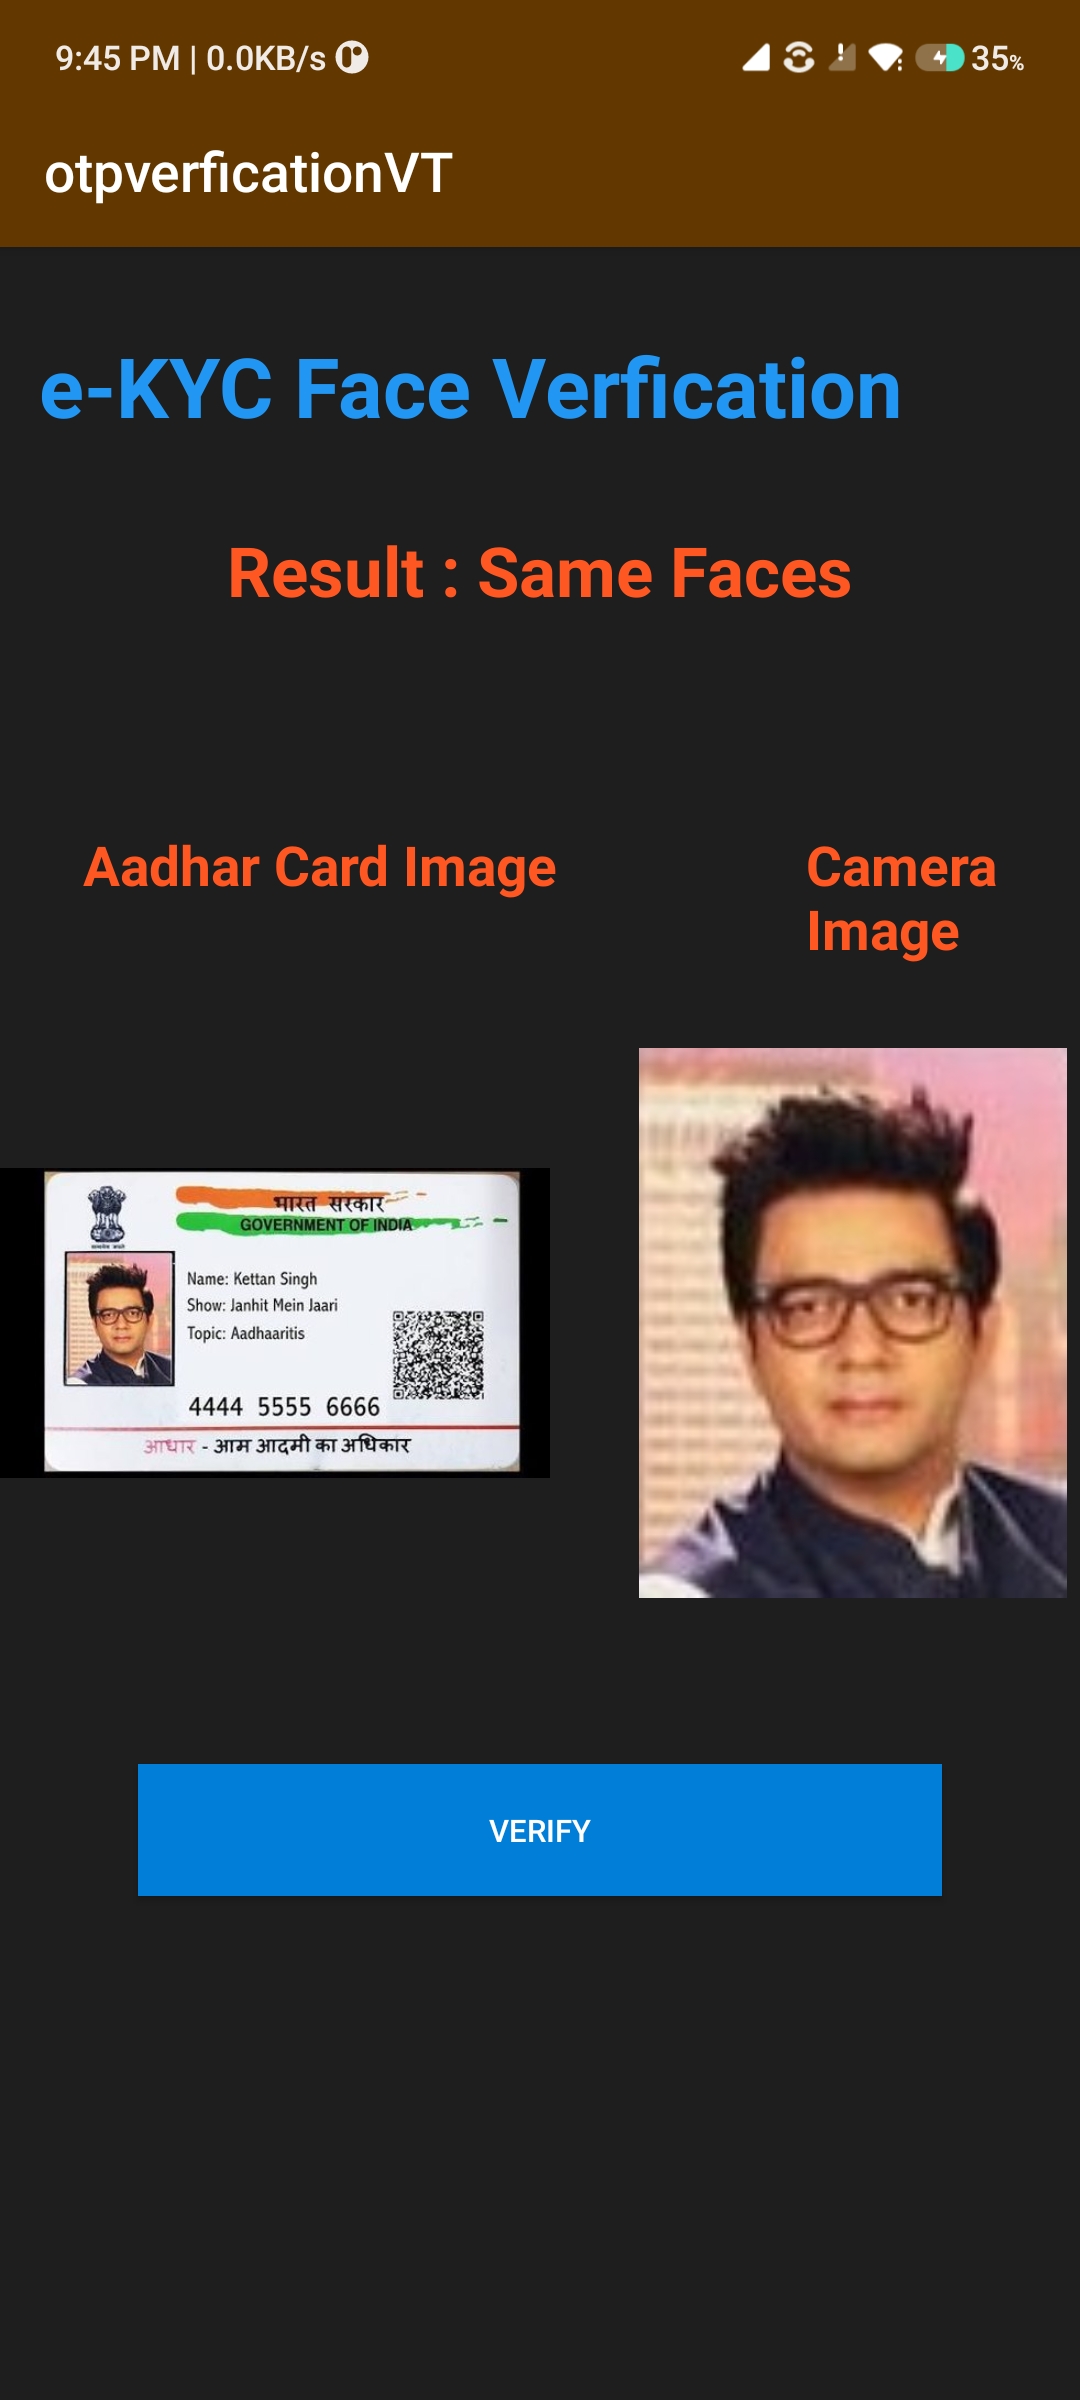 9:45 PM | 0.0KB/s
35%
otpverficationVT
e-KYC Face Verfication
Result : Same Faces
Aadhar Card Image
Camera
Image
भारत सरकार
GOVERNMENT OF INDIA
Name: Kettan Singh
Show: Janhit Mein Jaari
Topic: Aadhaaritis
4444 5555 6666
आधार - आम आदमी का अधिकार
VERIFY